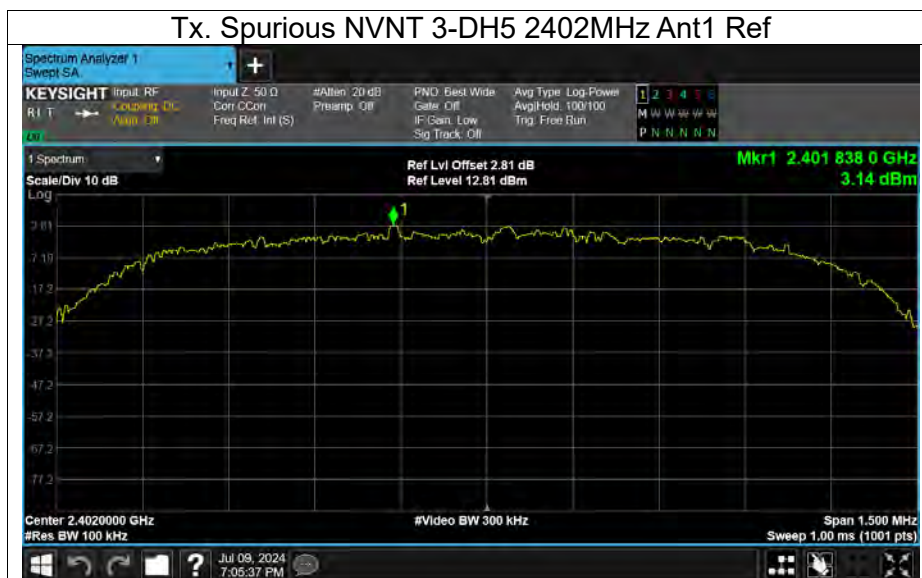 Tx. Spurious NVNT 3-DH5 2402MHz Ant1 Ref
Spectrum Analyzer 1
Swept SA
+
KEYSIGHT Input: RF
R L T
Coupling: DC
Align: Off
Input Z: 50 Ω
Corr CCorr
Freq Ref: Int (S)
#Atten: 20 dB
Preamp: Off
PNO: Best Wide
Gate: Off
IF Gain: Low
Sig Track: Off
Avg Type: Log-Power
Avg|Hold: 100/100
Trig: Free Run
1 2 3 4 5 6
M W W W W W
P N N N N N
1 Spectrum
Scale/Div 10 dB
Log
Ref Lvl Offset 2.81 dB
Ref Level 12.81 dBm
Mkr1 2.401 838 0 GHz
3.14 dBm
1
2.81
-7.19
-17.2
-27.2
-37.2
-47.2
-57.2
-67.2
-77.2
Center 2.4020000 GHz
#Res BW 100 kHz
#Video BW 300 kHz
Span 1.500 MHz
Sweep 1.00 ms (1001 pts)
?
Jul 09, 2024
7:05:37 PM